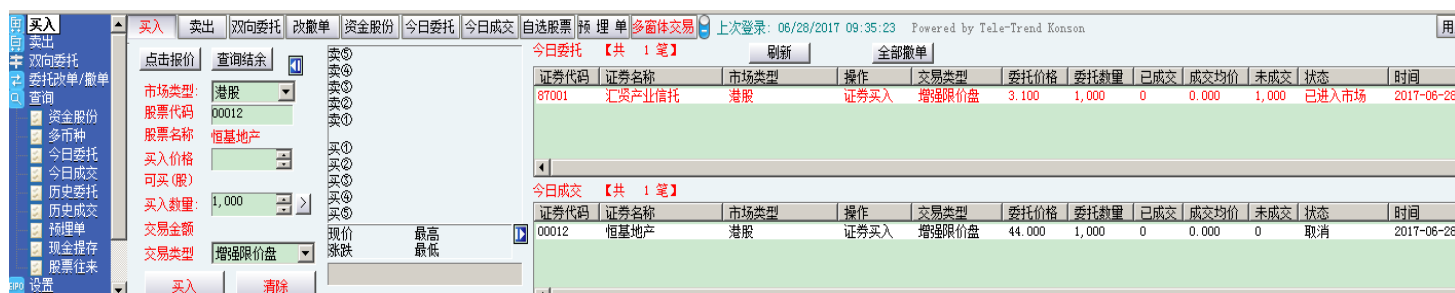 买入
卖出
双向委托
委托改单/撤单
查询
资金股份
多币种
今日委托
今日成交
历史委托
历史成交
预埋单
现金提存
股票往来
EIPO 设置
买入 卖出 双向委托 改撤单 资金股份 今日委托 今日成交 自选股票 预 埋 单 多窗体交易 上次登录: 06/28/2017 09:35:23 Powered by Tele-Trend Konson 用
点击报价 查询结余
市场类型: 港股
股票代码 00012
股票名称 恒基地产
买入价格
可买(股)
买入数量: 1,000 >
交易金额
交易类型 增强限价盘
买入 清除
卖⑤
卖④
卖③
卖②
卖①
买①
买②
买③
买④
买⑤
现价 最高
涨跌 最低
今日委托 【共 1 笔】 刷新 全部撤单
证券代码 证券名称 市场类型 操作 交易类型 委托价格 委托数量 已成交 成交均价 未成交 状态 时间
87001 汇贤产业信托 港股 证券买入 增强限价盘 3.100 1,000 0 0.000 1,000 已进入市场 2017-06-28
今日成交 【共 1 笔】
证券代码 证券名称 市场类型 操作 交易类型 委托价格 委托数量 已成交 成交均价 未成交 状态 时间
00012 恒基地产 港股 证券买入 增强限价盘 44.000 1,000 0 0.000 0 取消 2017-06-28